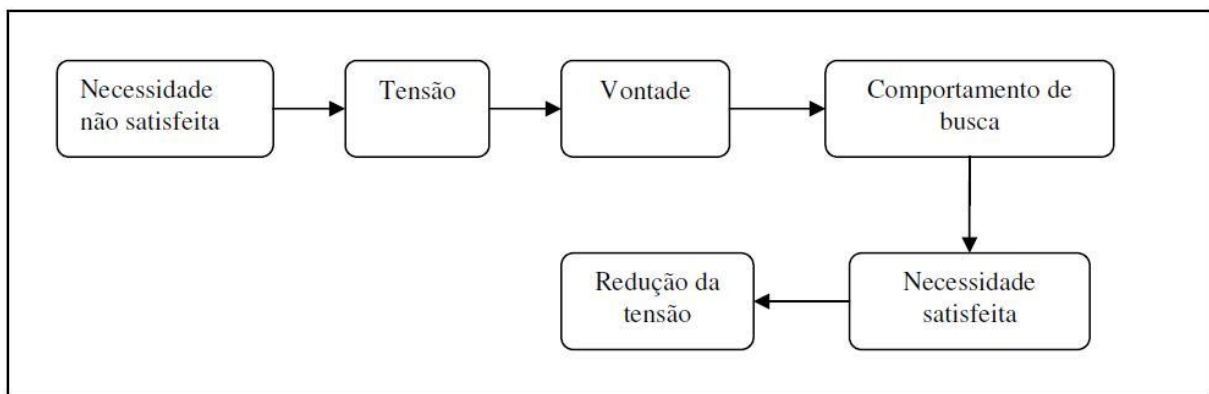 Necessidade
não satisfeita
Tensão
Vontade
Comportamento de
busca
Redução da
tensão
Necessidade
satisfeita